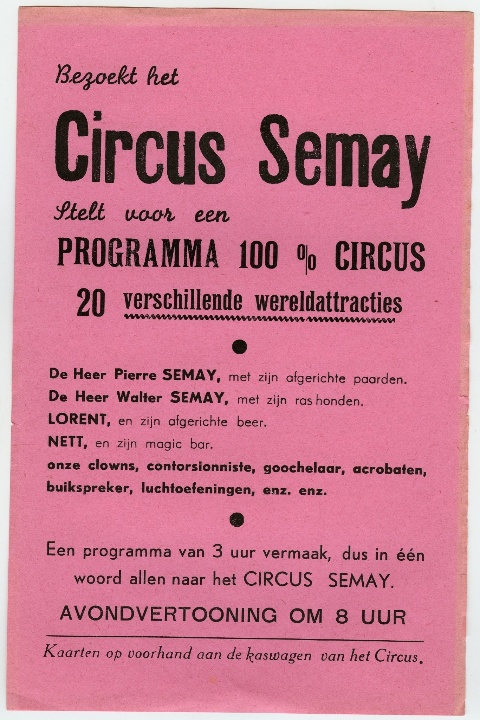 Bezoekt het
Circus Semay
Stelt voor een
PROGRAMMA 100 % CIRCUS
20 verschillende wereldattracties
De Heer Pierre SEMAY, met zijn afgerichte paarden.
De Heer Walter SEMAY, met zijn ras honden.
LORENT, en zijn afgerichte beer.
NETT, en zijn magic bar.
onze clowns, contorsionniste, goochelaar, acrobaten,
buikspreker, luchtoefeningen, enz. enz.
Een programma van 3 uur vermaak, dus in één
woord allen naar het CIRCUS SEMAY.
AVONDVERTOONING OM 8 UUR
Kaarten op voorhand aan de kaswagen van het Circus.